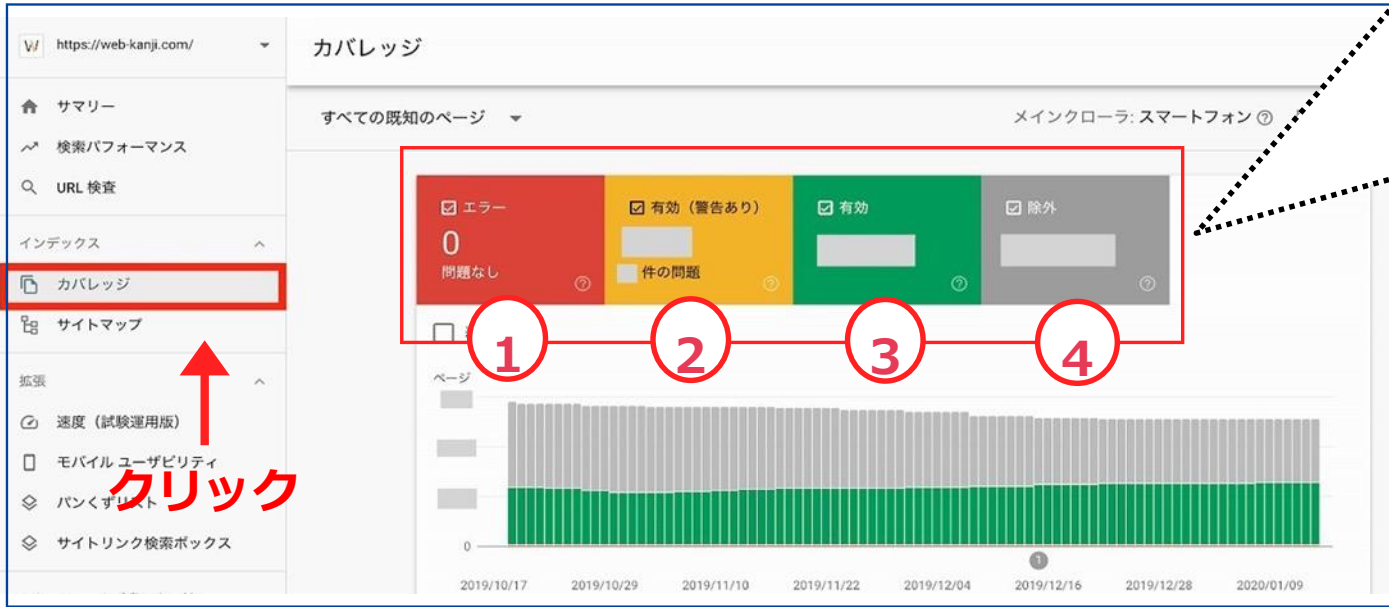 https://web-kanji.com/
カバレッジ
サマリー
検索パフォーマンス
URL 検査
インデックス
カバレッジ
サイトマップ
拡張
速度（試験運用版）
モバイル ユーザビリティ
パンくずリスト
サイトリンク検索ボックス
クリック
すべての既知のページ
メインクローラ: スマートフォン
エラー
0
問題なし
有効（警告あり）
件の問題
有効
除外
1
2
3
4
ページ
0
1
2019/10/17 2019/10/29 2019/11/10 2019/11/22 2019/12/04 2019/12/16 2019/12/28 2020/01/09